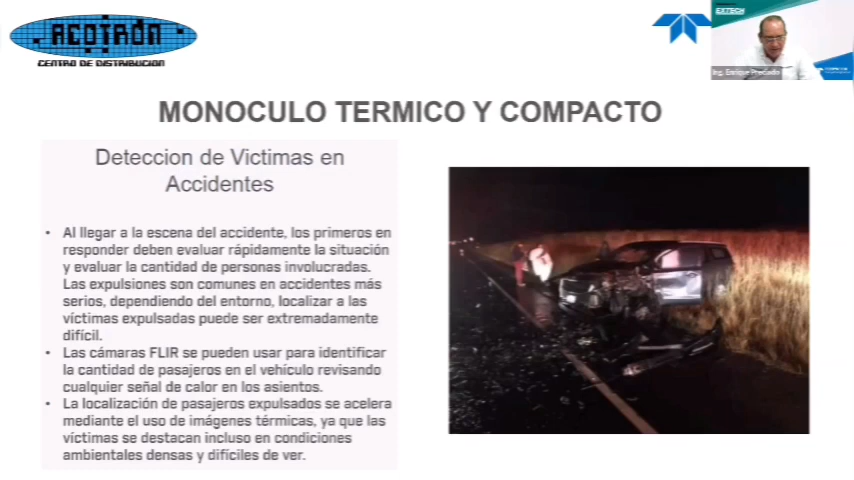 ACOTRÓN
CENTRO DE DISTRIBUCION
EXTECH
Ing. Enrique Preciado
MONOCULO TERMICO Y COMPACTO
Deteccion de Victimas en
Accidentes
• Al llegar a la escena del accidente, los primeros en
responder deben evaluar rápidamente la situación
y evaluar la cantidad de personas involucradas.
Las expulsiones son comunes en accidentes más
serios, dependiendo del entorno, localizar a las
víctimas expulsadas puede ser extremadamente
difícil.
• Las cámaras FLIR se pueden usar para identificar
la cantidad de pasajeros en el vehículo revisando
cualquier señal de calor en los asientos.
• La localización de pasajeros expulsados se acelera
mediante el uso de imágenes térmicas, ya que las
víctimas se destacan incluso en condiciones
ambientales densas y difíciles de ver.